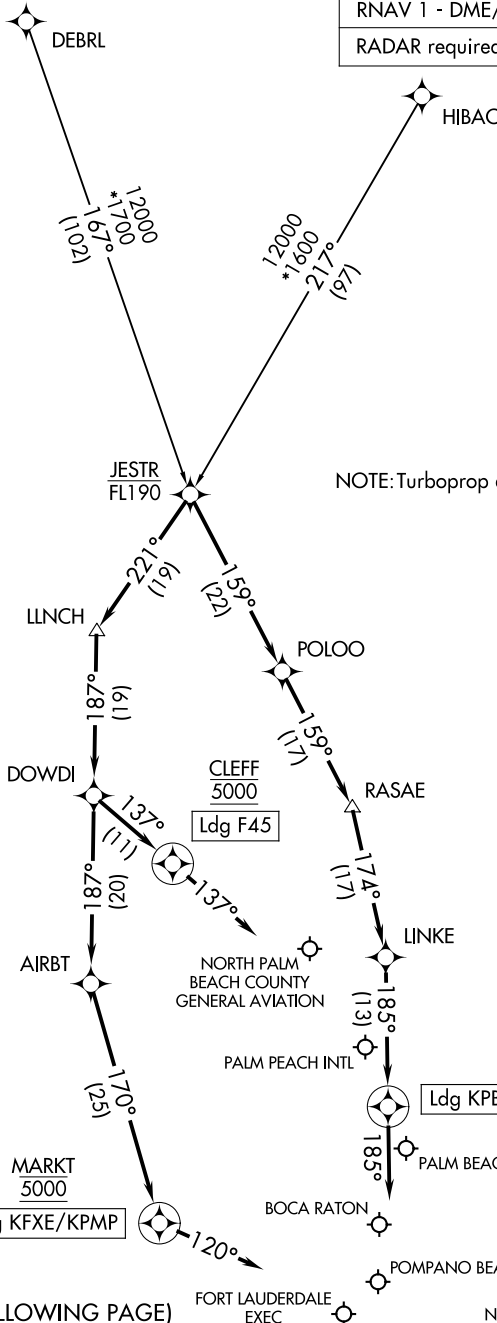 RNAV 1 - DME/
RADAR required
DEBRL
HIBAC
12000
*1700
167°
(102)
12000
*1600
217°
(97)
JESTR
FL190
NOTE: Turboprop
221°
(19)
159°
(22)
LLNCH
POLOO
187°
(19)
159°
(17)
DOWDI
CLEFF
5000
Ldg F45
RASAE
137°
(11)
187°
(20)
137°
174°
(17)
LINKE
AIRBT
NORTH PALM
BEACH COUNTY
GENERAL AVIATION
185°
(13)
PALM PEACH INTL
170°
(25)
Ldg KPB
185°
PALM BEAC
MARKT
5000
KFXE/KPMP
120°
BOCA RATON
POMPANO BEA
LLOWING PAGE)
FORT LAUDERDALE
EXEC
N